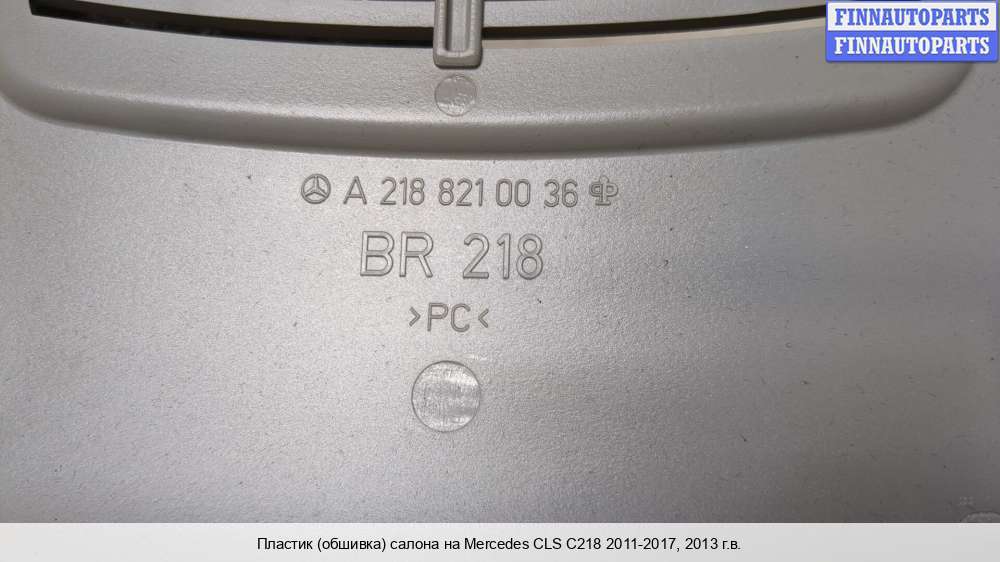 FINNAUTOPARTS
FINNAUTOPARTS
A 218 821 00 36
BR 218
>PC<
Пластик (обшивка) салона на Mercedes CLS C218 2011-2017, 2013 г.в.